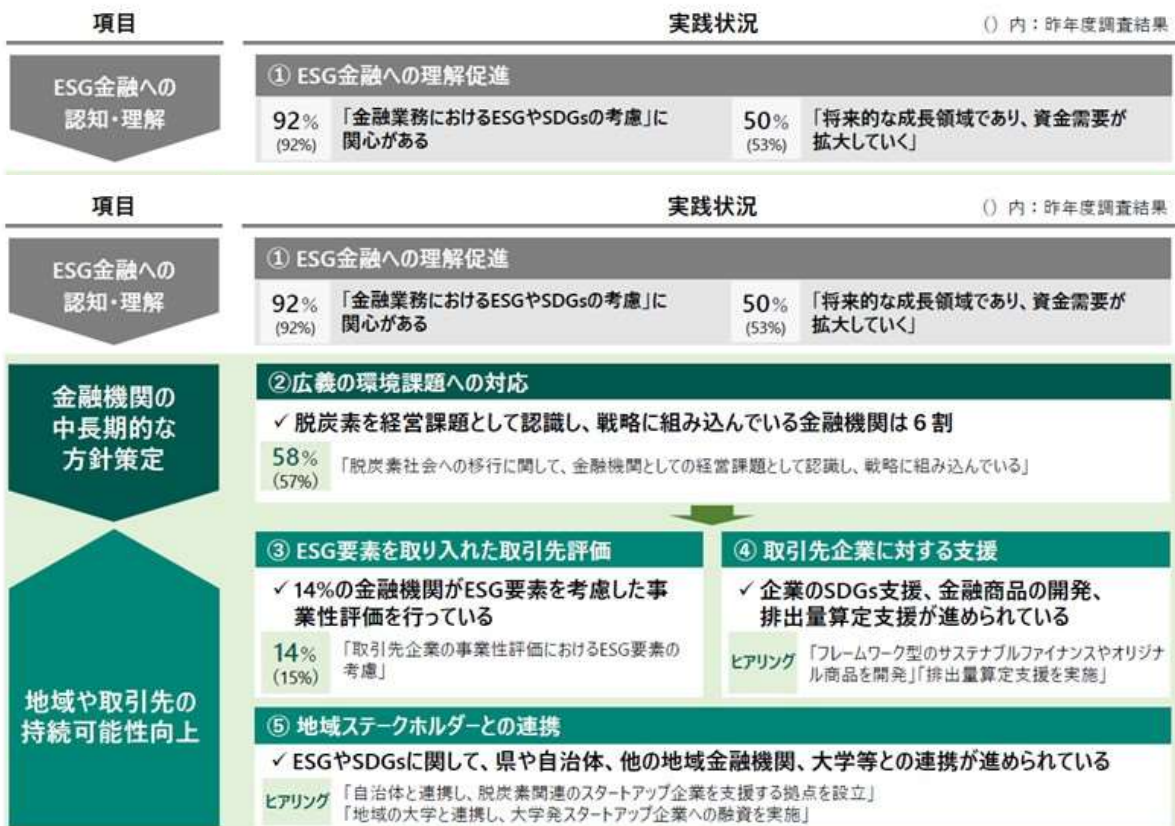 項目
実践状況
() 内：昨年度調査結果
ESG金融への
認知・理解
① ESG金融への理解促進
92%
(92%)
「金融業務におけるESGやSDGsの考慮」に
関心がある
50%
(53%)
「将来的な成長領域であり、資金需要が
拡大していく」
項目
実践状況
() 内：昨年度調査結果
ESG金融への
認知・理解
① ESG金融への理解促進
92%
(92%)
「金融業務におけるESGやSDGsの考慮」に
関心がある
50%
(53%)
「将来的な成長領域であり、資金需要が
拡大していく」
金融機関の
中長期的な
方針策定
②広義の環境課題への対応
✓ 脱炭素を経営課題として認識し、戦略に組み込んでいる金融機関は６割
58%
(57%)
「脱炭素社会への移行に関して、金融機関としての経営課題として認識し、戦略に組み込んでいる」
地域や取引先の
持続可能性向上
③ ESG要素を取り入れた取引先評価
✓ 14%の金融機関がESG要素を考慮した事
業性評価を行っている
14%
(15%)
「取引先企業の事業性評価におけるESG要素の
考慮」
④ 取引先企業に対する支援
✓ 企業のSDGs支援、金融商品の開発、
排出量算定支援が進められている
ヒアリング
「フレームワーク型のサステナブルファイナンスやオリジナ
ル商品を開発」「排出量算定支援を実施」
⑤ 地域ステークホルダーとの連携
✓ ESGやSDGsに関して、県や自治体、他の地域金融機関、大学等との連携が進められている
ヒアリング
「自治体と連携し、脱炭素関連のスタートアップ企業を支援する拠点を設立」
「地域の大学と連携し、大学発スタートアップ企業への融資を実施」